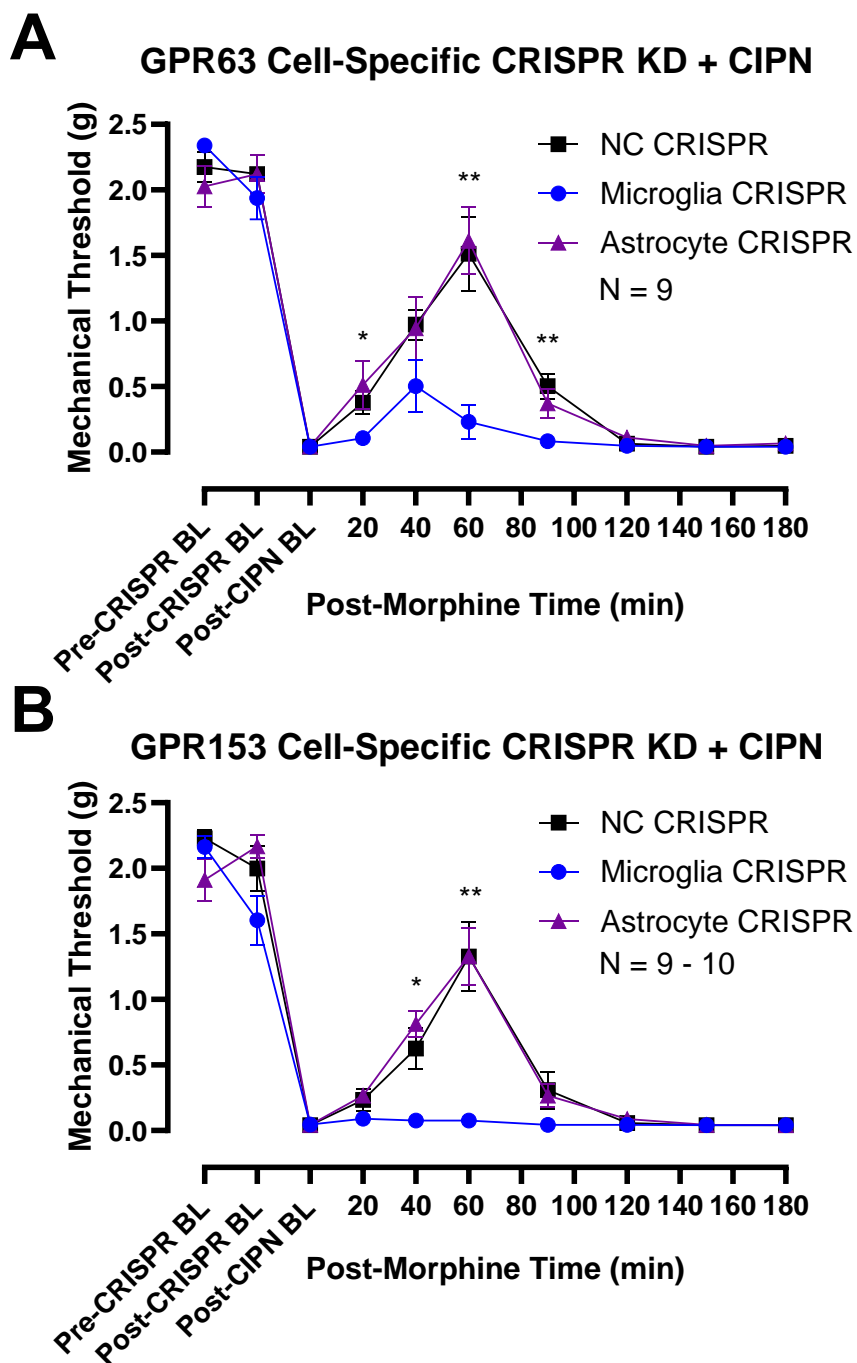 A
GPR63 Cell-Specific CRISPR KD + CIPN
Mechanical Threshold (g)
2.5
2.0
1.5
1.0
0.5
0.0
NC CRISPR
Microglia CRISPR
Astrocyte CRISPR
N = 9
*
**
**
Pre-CRISPR BL
Post-CRISPR BL
Post-CIPN BL
20 40 60 80 100 120 140 160 180
Post-Morphine Time (min)
B
GPR153 Cell-Specific CRISPR KD + CIPN
Mechanical Threshold (g)
2.5
2.0
1.5
1.0
0.5
0.0
NC CRISPR
Microglia CRISPR
Astrocyte CRISPR
N = 9 - 10
*
**
Pre-CRISPR BL
Post-CRISPR BL
Post-CIPN BL
20 40 60 80 100 120 140 160 180
Post-Morphine Time (min)